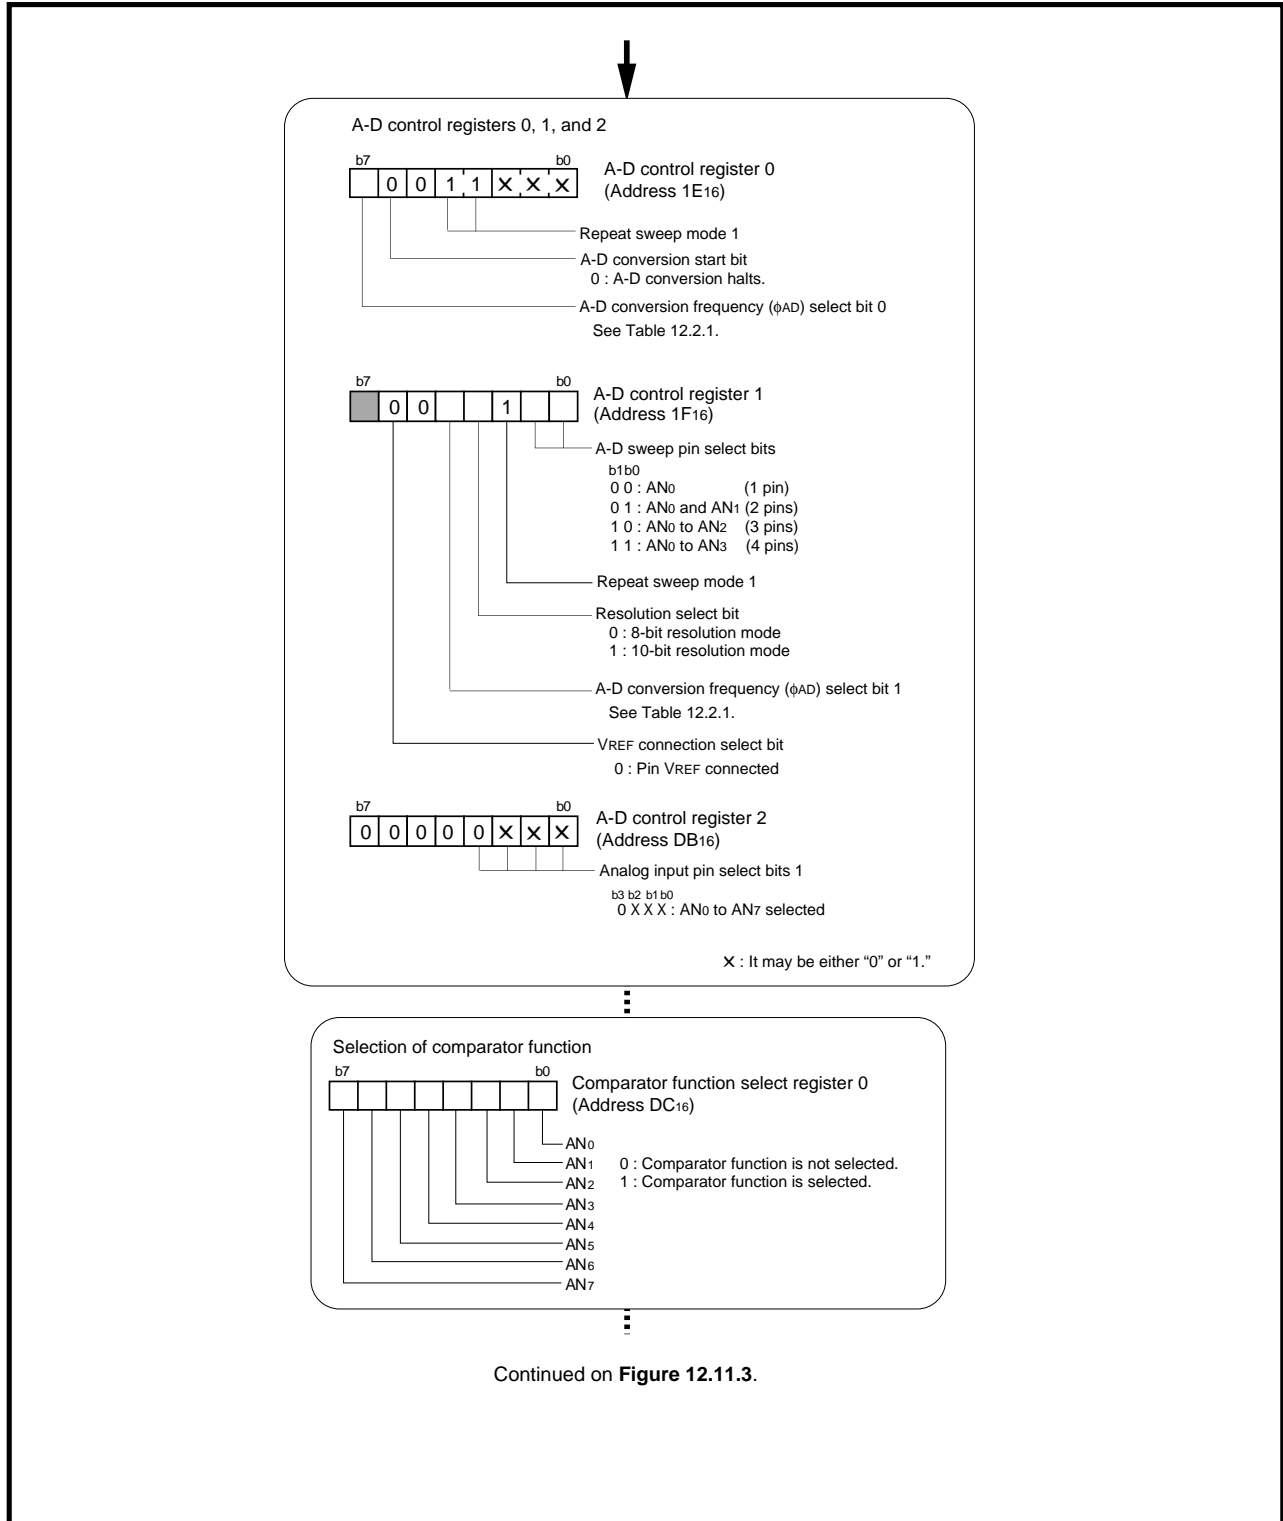 A-D control registers 0, 1, and 2
b7 b0
0 0 1 1 X X X
A-D control register 0
(Address 1E16)
Repeat sweep mode 1
A-D conversion start bit
0 : A-D conversion halts.
A-D conversion frequency (φAD) select bit 0
See Table 12.2.1.
b7 b0
0 0 1
A-D control register 1
(Address 1F16)
A-D sweep pin select bits
b1b0
0 0 : AN0 (1 pin)
0 1 : AN0 and AN1 (2 pins)
1 0 : AN0 to AN2 (3 pins)
1 1 : AN0 to AN3 (4 pins)
Repeat sweep mode 1
Resolution select bit
0 : 8-bit resolution mode
1 : 10-bit resolution mode
A-D conversion frequency (φAD) select bit 1
See Table 12.2.1.
VREF connection select bit
0 : Pin VREF connected
b7 b0
0 0 0 0 0 X X X
A-D control register 2
(Address DB16)
Analog input pin select bits 1
b3 b2 b1b0
0 X X X : AN0 to AN7 selected
X : It may be either “0” or “1.”
Selection of comparator function
b7 b0
Comparator function select register 0
(Address DC16)
AN0
AN1 0 : Comparator function is not selected.
AN2 1 : Comparator function is selected.
AN3
AN4
AN5
AN6
AN7
Continued on Figure 12.11.3.